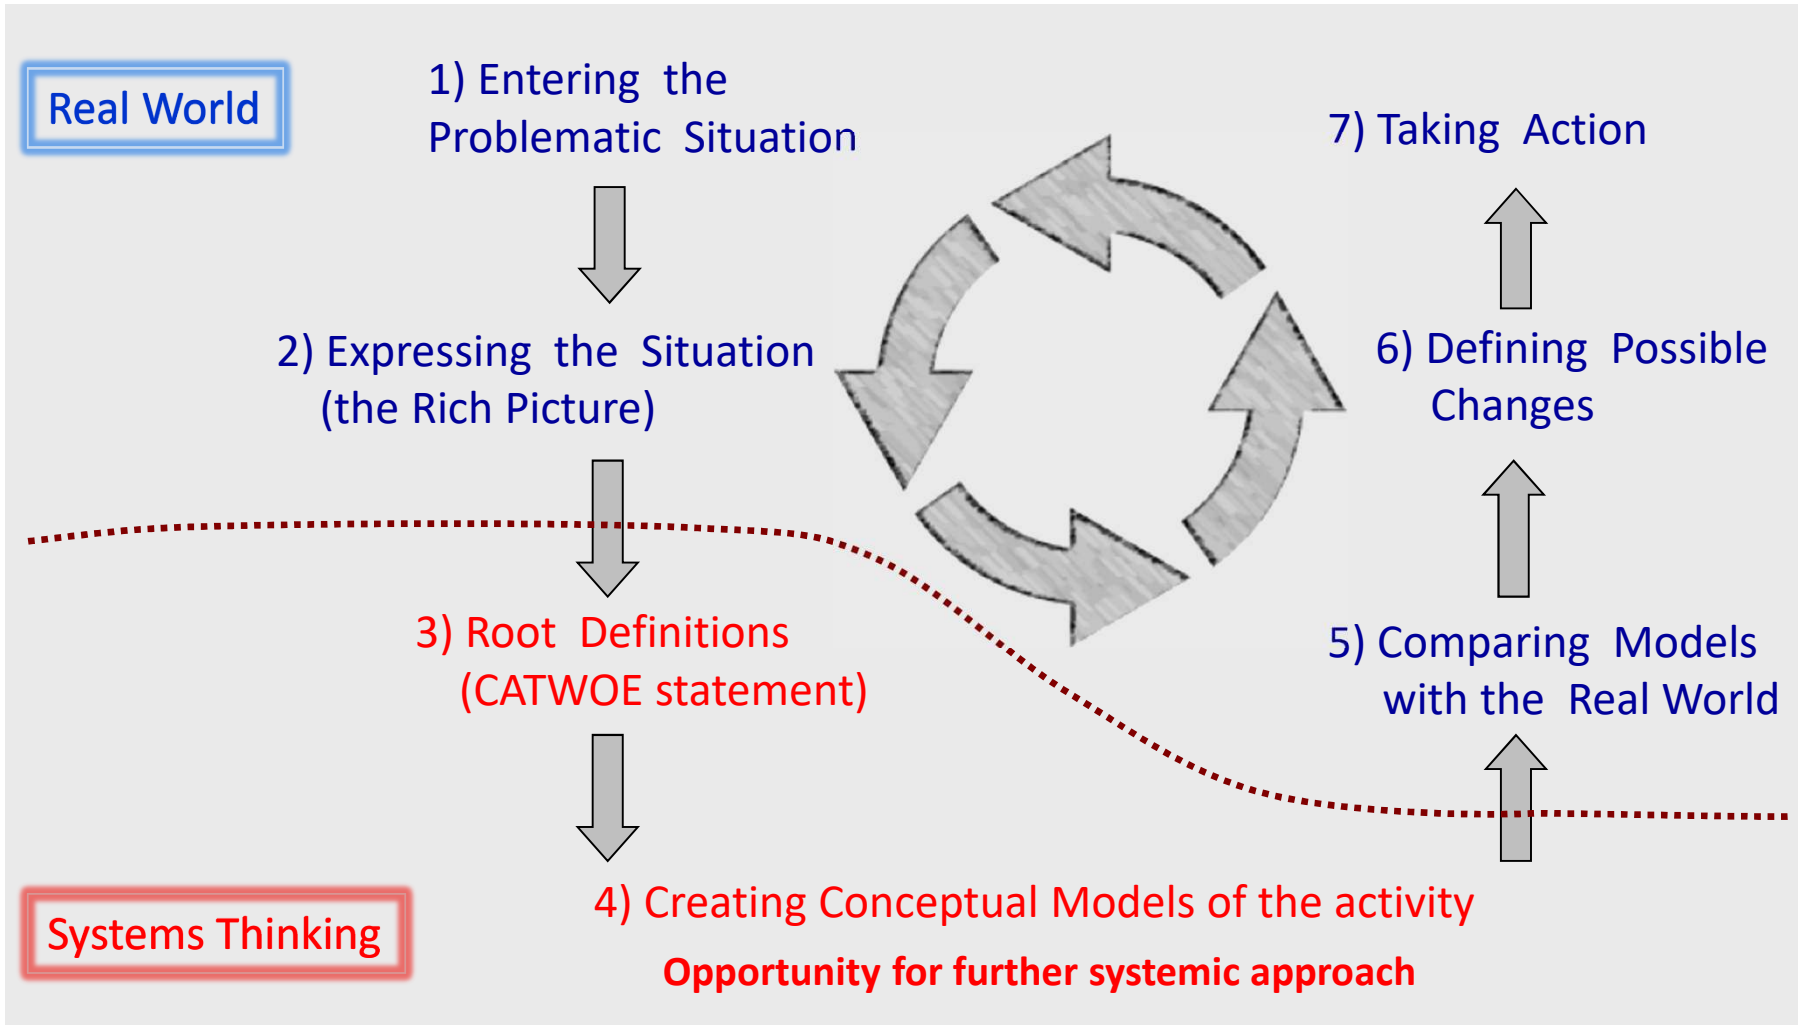 Real World
1) Entering the
Problematic Situation
2) Expressing the Situation
(the Rich Picture)
3) Root Definitions
(CATWOE statement)
4) Creating Conceptual Models of the activity
Opportunity for further systemic approach
5) Comparing Models
with the Real World
6) Defining Possible
Changes
7) Taking Action
Systems Thinking